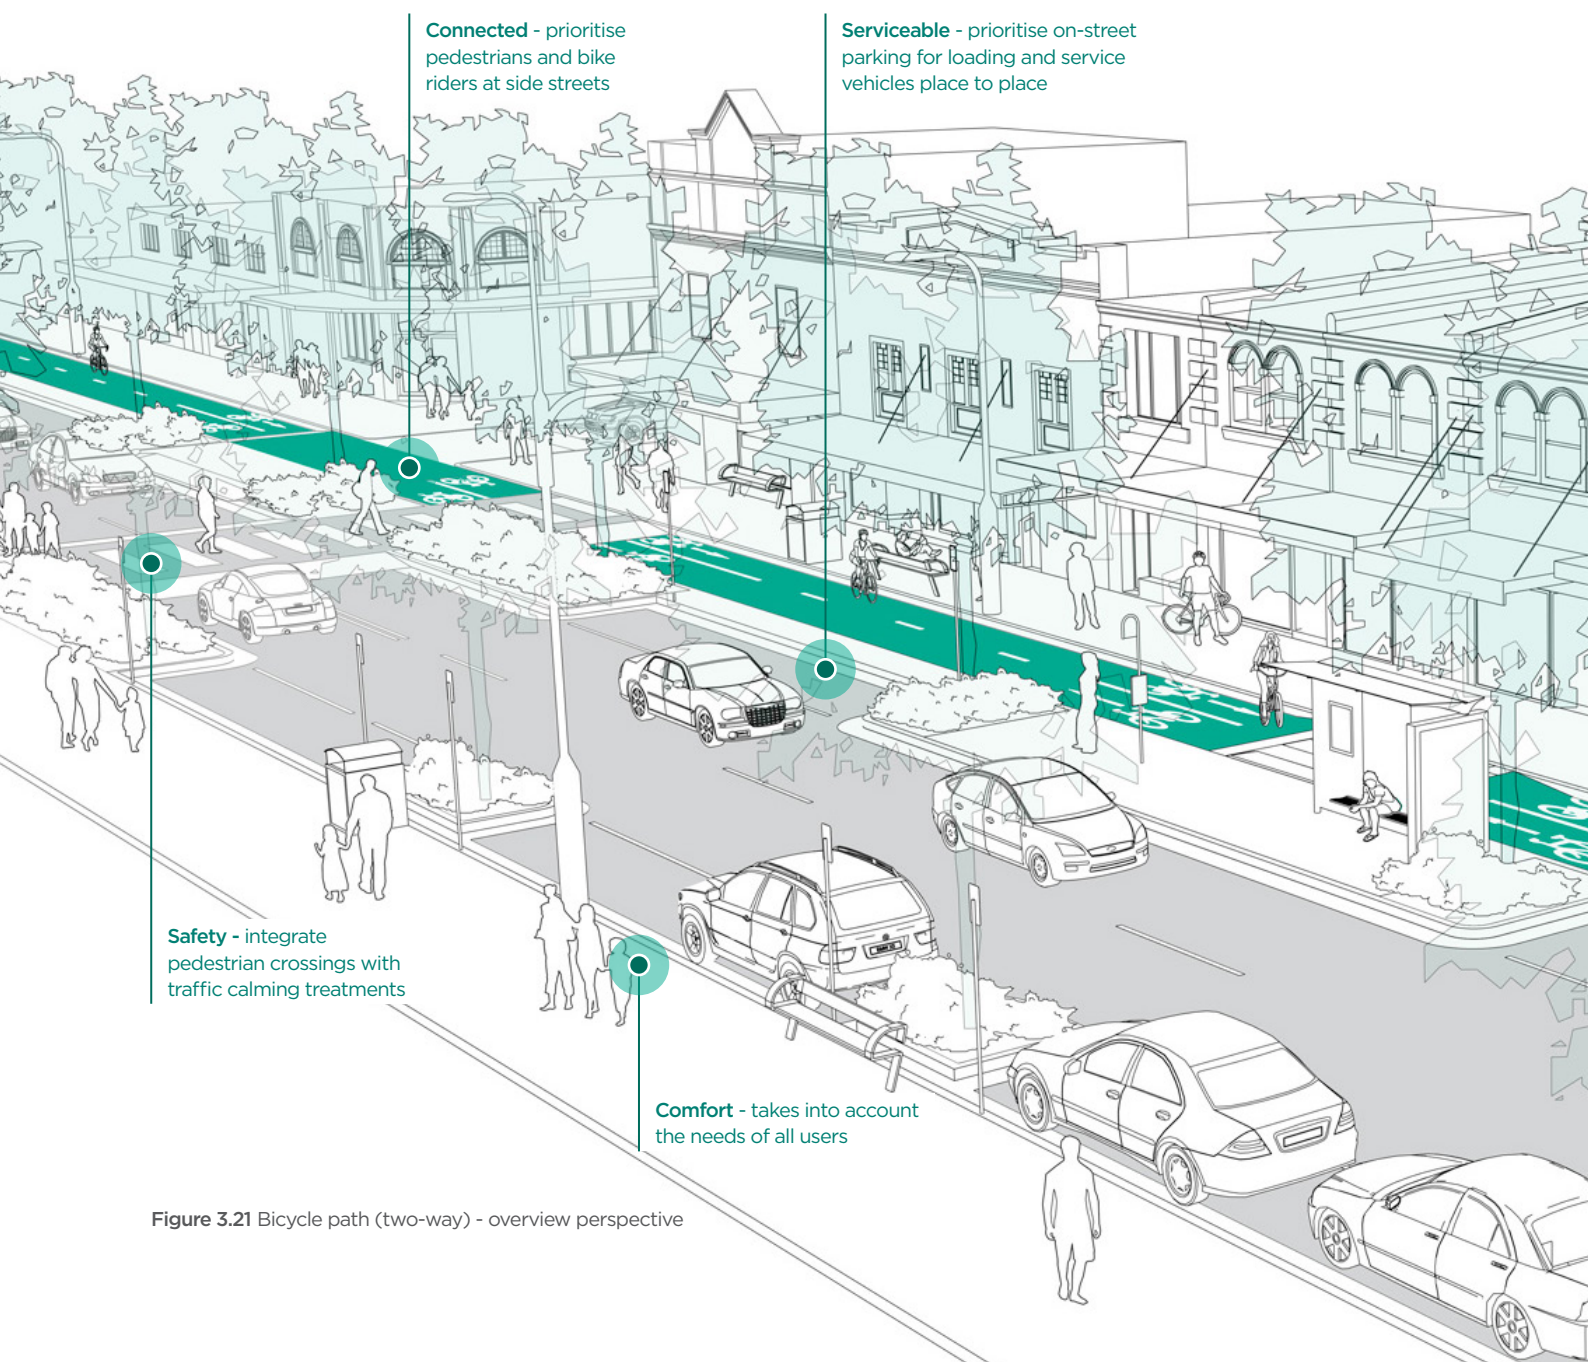 Connected - prioritise
pedestrians and bike
riders at side streets
Serviceable - prioritise on-street
parking for loading and service
vehicles place to place
Safety - integrate
pedestrian crossings with
traffic calming treatments
Comfort - takes into account
the needs of all users
Figure 3.21 Bicycle path (two-way) - overview perspective